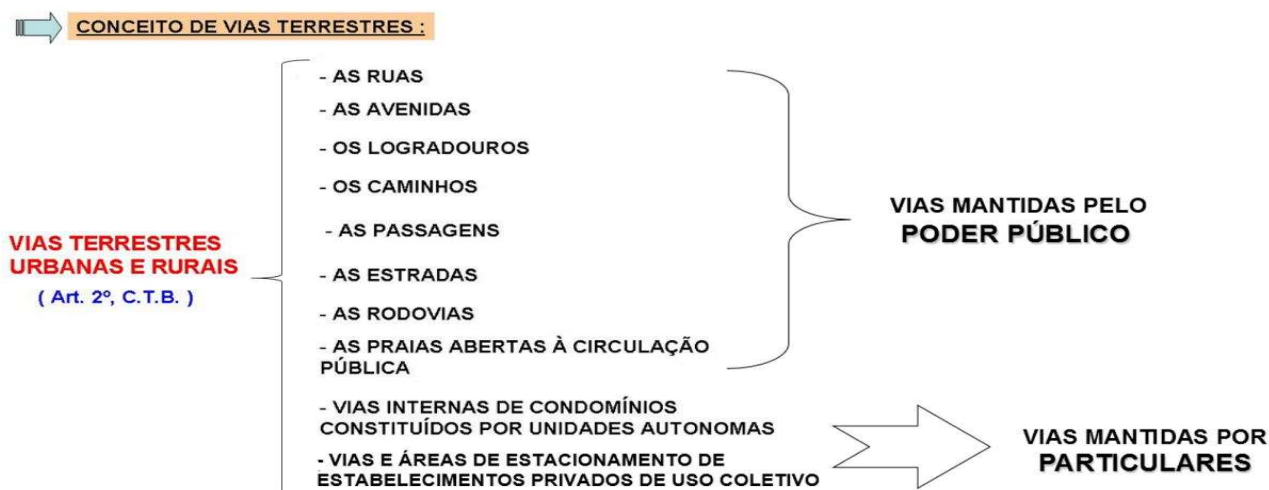 CONCEITO DE VIAS TERRESTRES :
- AS RUAS
- AS AVENIDAS
- OS LOGRADOUROS
- OS CAMINHOS
- AS PASSAGENS
- AS ESTRADAS
- AS RODOVIAS
- AS PRAIAS ABERTAS À CIRCULAÇÃO
PÚBLICA
- VIAS INTERNAS DE CONDOMÍNIOS
CONSTITUÍDOS POR UNIDADES AUTONOMAS
- VIAS E ÁREAS DE ESTACIONAMENTO DE
ESTABELECIMENTOS PRIVADOS DE USO COLETIVO
VIAS TERRESTRES
URBANAS E RURAIS
( Art. 2º, C.T.B. )
VIAS MANTIDAS PELO
PODER PÚBLICO
VIAS MANTIDAS POR
PARTICULARES